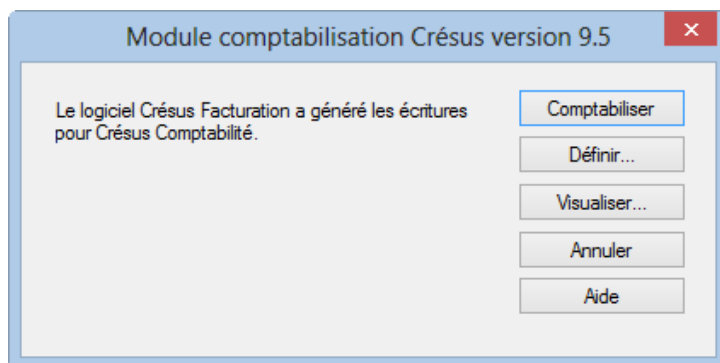 Module comptabilisation Crésus version 9.5
Le logiciel Crésus Facturation a généré les écritures
pour Crésus Comptabilité.
Comptabiliser
Définir...
Visualiser...
Annuler
Aide